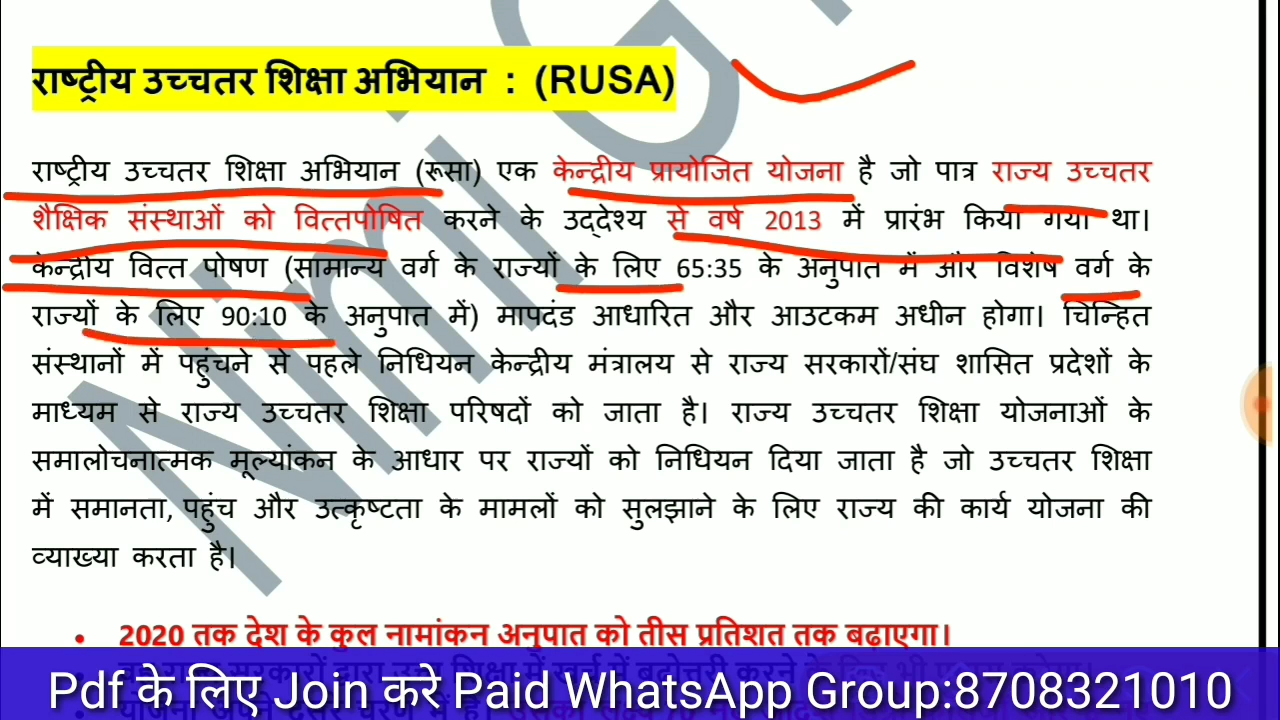 राष्ट्रीय उच्चतर शिक्षा अभियान : (RUSA)
राष्ट्रीय उच्चतर शिक्षा अभियान (रूसा) एक केन्द्रीय प्रायोजित योजना है जो पात्र राज्य उच्चतर
शैक्षिक संस्थाओं को वित्तपोषित करने के उद्देश्य से वर्ष 2013 में प्रारंभ किया गया था।
केन्द्रीय वित्त पोषण (सामान्य वर्ग के राज्यों के लिए 65:35 के अनुपात में और विशेष वर्ग के
राज्यों के लिए 90:10 के अनुपात में) मापदंड आधारित और आउटकम अधीन होगा। चिन्हित
संस्थानों में पहुंचने से पहले निधियन केन्द्रीय मंत्रालय से राज्य सरकारों/संघ शासित प्रदेशों के
माध्यम से राज्य उच्चतर शिक्षा परिषदों को जाता है। राज्य उच्चतर शिक्षा योजनाओं के
समालोचनात्मक मूल्यांकन के आधार पर राज्यों को निधियन दिया जाता है जो उच्चतर शिक्षा
में समानता, पहुंच और उत्कृष्टता के मामलों को सुलझाने के लिए राज्य की कार्य योजना की
व्याख्या करता है।
• 2020 तक देश के कुल नामांकन अनुपात को तीस प्रतिशत तक बढ़ाएगा।
Pdf के लिए Join करे Paid WhatsApp Group:8708321010